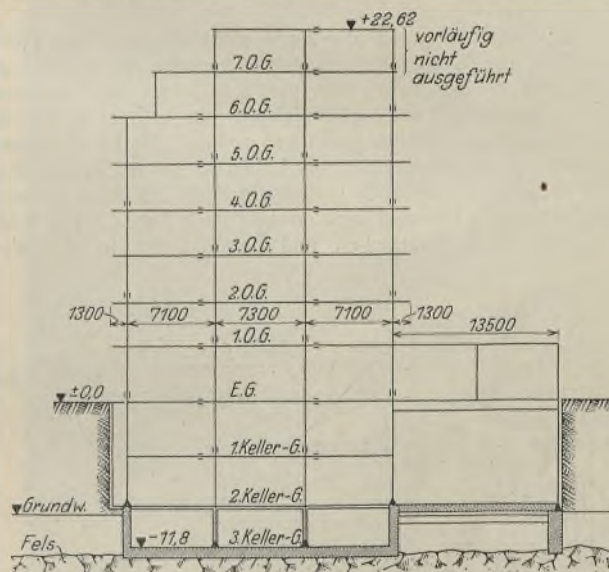 +22,62
vorläufig
nicht
ausgeführt
7.O.G.
6.O.G.
5.O.G.
4.O.G.
3.O.G.
2.O.G.
1300 7100 7300 7100 1300 13500
1.O.G.
±0,0
E.G.
1.Keller-G.
2.Keller-G.
Grundw.
-11,8 3.Keller-G.
Fels